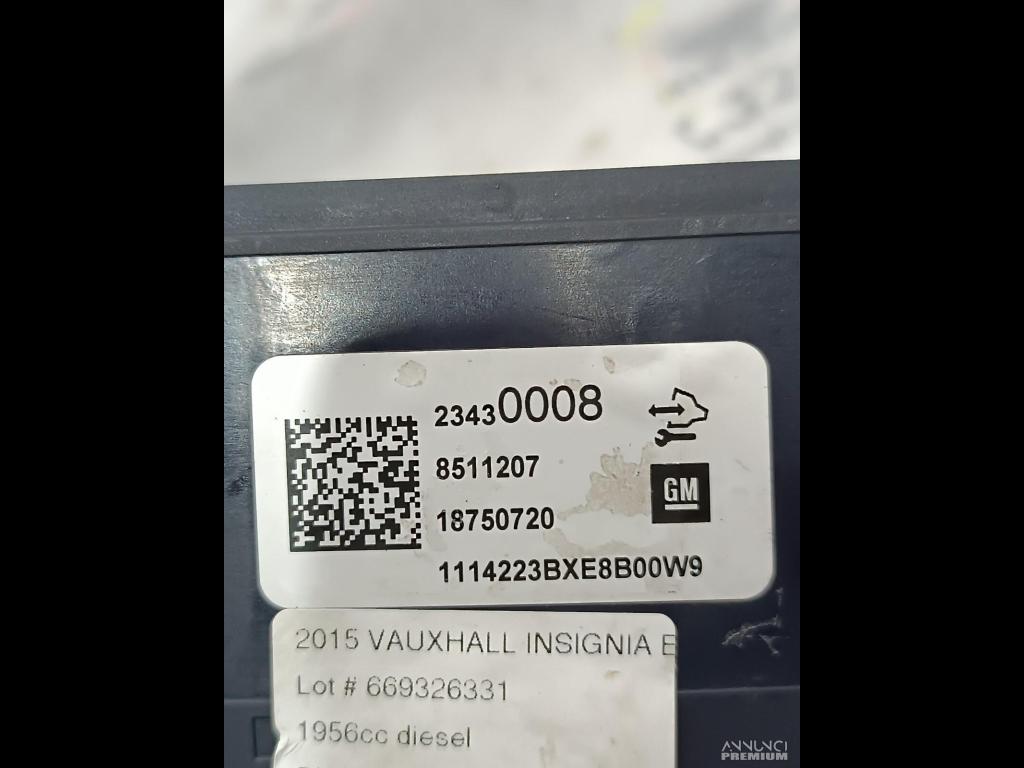 23430008
8511207
18750720
GM
1114223BXE8B00W9
2015 VAUXHALL INSIGNIA E
Lot # 669326331
1956cc diesel
ANNUNCI
PREMIUM